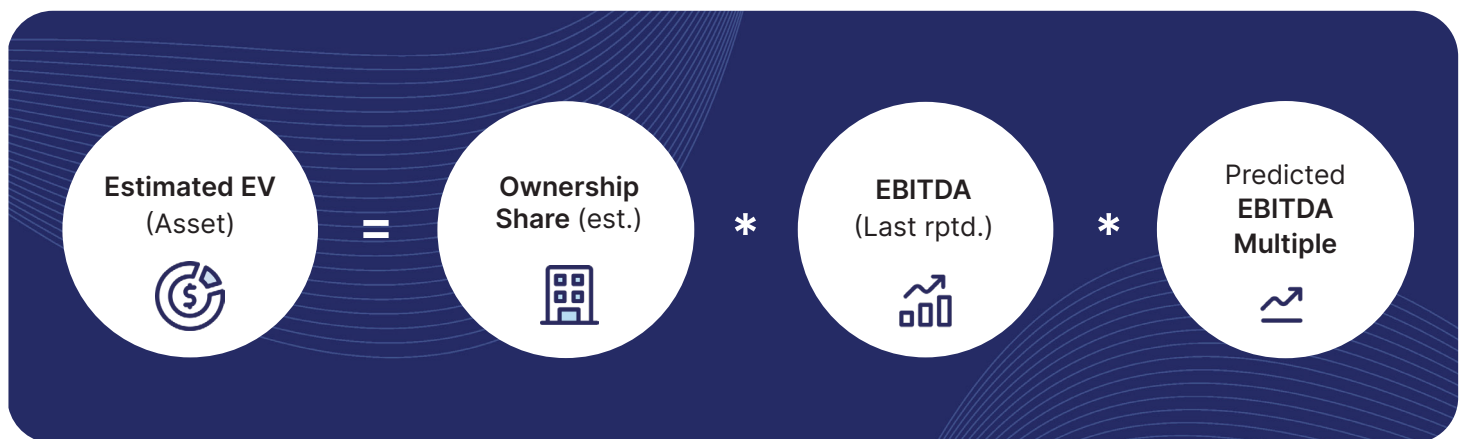 Estimated EV
(Asset)
=
Ownership
Share (est.)
*
EBITDA
(Last rptd.)
*
Predicted
EBITDA
Multiple
$